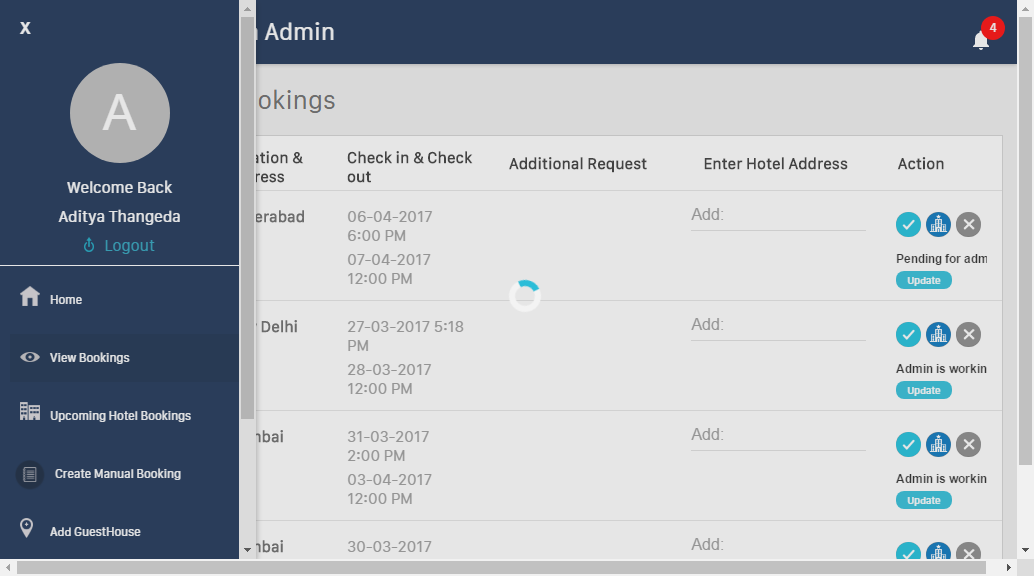 X
Admin
4
A
Welcome Back
Aditya Thangeda
Logout
Home
View Bookings
Upcoming Hotel Bookings
Create Manual Booking
Add GuestHouse
okings
ation &
ress
Check in & Check
out
Additional Request
Enter Hotel Address
Action
erabad
06-04-2017
6:00 PM
07-04-2017
12:00 PM
Add:
Pending for adm
Update
Delhi
27-03-2017 5:18
PM
28-03-2017
12:00 PM
Add:
Admin is workin
Update
nbai
31-03-2017
2:00 PM
03-04-2017
12:00 PM
Add:
Admin is workin
Update
nbai
30-03-2017
Add: